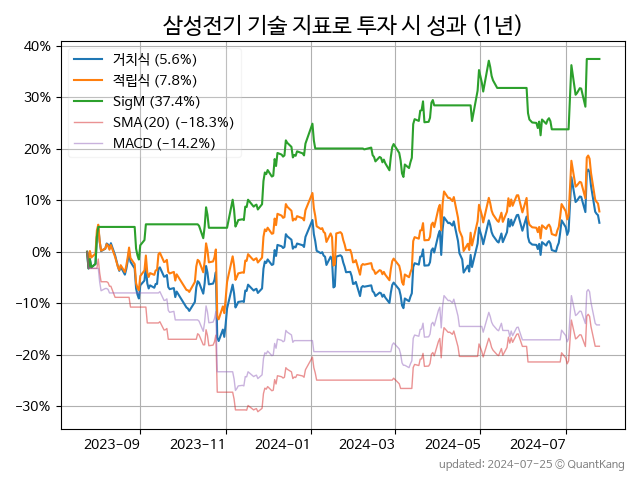 삼성전기 기술 지표로 투자 시 성과 (1년)
40%
30%
20%
10%
0%
−10%
−20%
−30%
거치식 (5.6%)
적립식 (7.8%)
SigM (37.4%)
SMA(20) (−18.3%)
MACD (−14.2%)
2023-09 2023-11 2024-01 2024-03 2024-05 2024-07
updated: 2024-07-25 © QuantKang